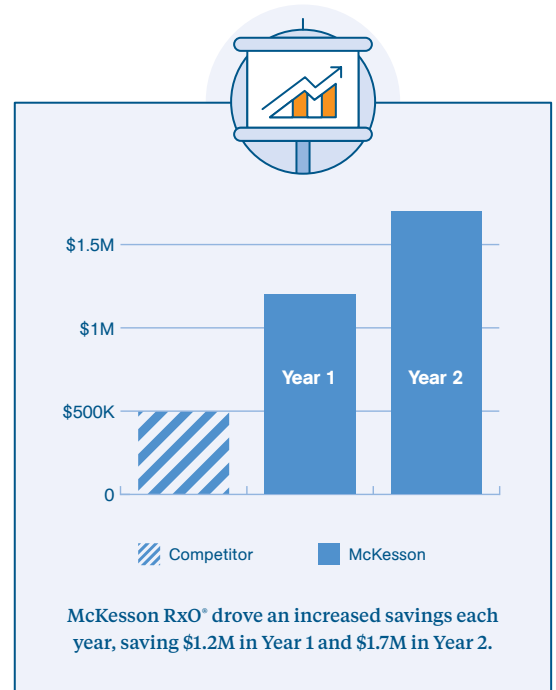 $1.5M
$1M
$500K
0
Year 1
Year 2
Competitor
McKesson
McKesson RxO® drove an increased savings each
year, saving $1.2M in Year 1 and $1.7M in Year 2.